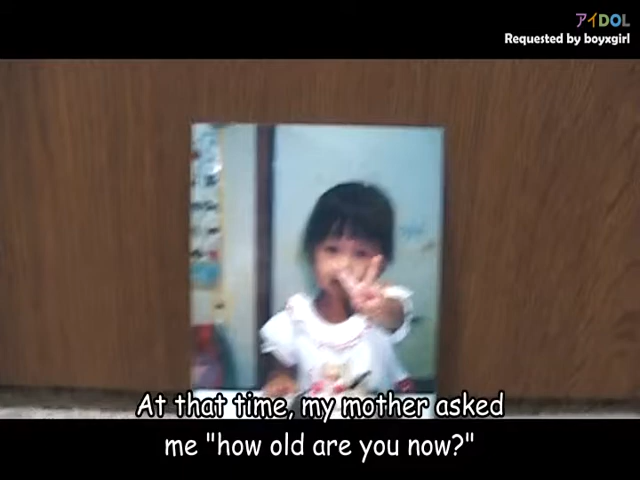 アイDOL
Requested by boyxgirl
At that time, my mother asked
me "how old are you now?"